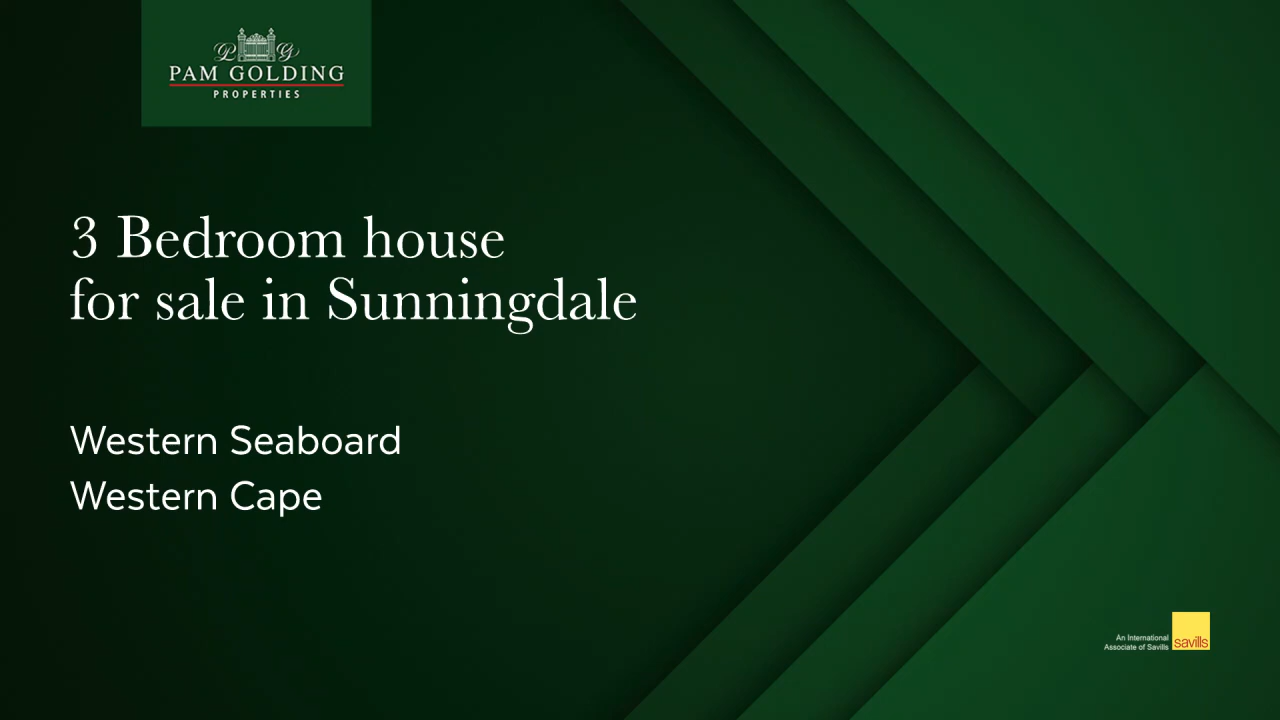 P G
PAM GOLDING
PROPERTIES
3 Bedroom house
for sale in Sunningdale
Western Seaboard
Western Cape
An International
Associate of Savills
savills